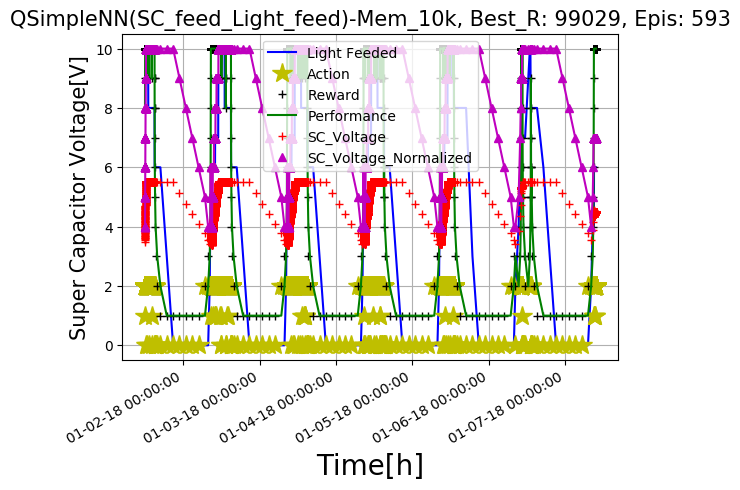 QSimpleNN(SC_feed_Light_feed)-Mem_10k, Best_R: 99029, Epis: 593
Super Capacitor Voltage[V]
10
8
6
4
2
0
Light Feeded
Action
Reward
Performance
SC_Voltage
SC_Voltage_Normalized
01-02-18 00:00:00
01-03-18 00:00:00
01-04-18 00:00:00
01-05-18 00:00:00
01-06-18 00:00:00
01-07-18 00:00:00
Time[h]